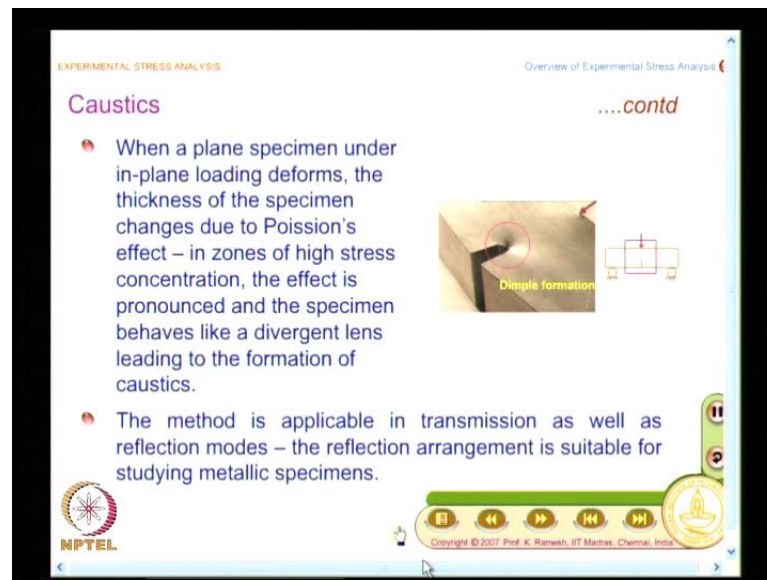 EXPERIMENTAL STRESS ANALYSIS
Overview of Experimental Stress Analysis
Caustics
....contd
When a plane specimen under
in-plane loading deforms, the
thickness of the specimen
changes due to Poission's
effect – in zones of high stress
concentration, the effect is
pronounced and the specimen
behaves like a divergent lens
leading to the formation of
caustics.
Dimple formation
The method is applicable in transmission as well as
reflection modes – the reflection arrangement is suitable for
studying metallic specimens.
NPTEL
Copyright © 2007 Prof. K. Ramesh, IIT Madras, Chennai, India